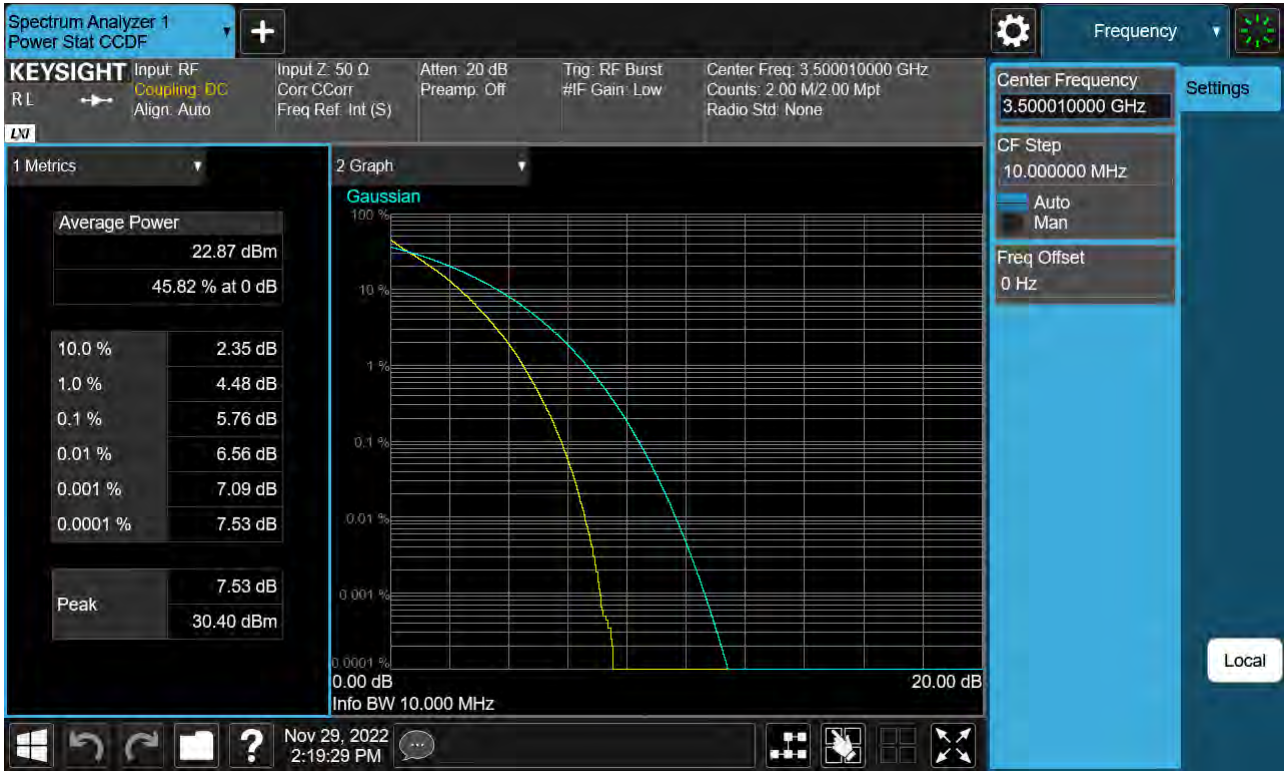 Spectrum Analyzer 1
Power Stat CCDF
Frequency
KEYSIGHT
RL
LXI
Input: RF
Coupling: DC
Align: Auto
Input Z: 50 Ω
Corr CCorr
Freq Ref: Int (S)
Atten: 20 dB
Preamp: Off
Trig: RF Burst
#IF Gain: Low
Center Freq: 3.500010000 GHz
Counts: 2.00 M/2.00 Mpt
Radio Std: None
Center Frequency
3.500010000 GHz
Settings
CF Step
10.000000 MHz
Auto
Man
Freq Offset
0 Hz
1 Metrics
Average Power
22.87 dBm
45.82 % at 0 dB
10.0 % 2.35 dB
1.0 % 4.48 dB
0.1 % 5.76 dB
0.01 % 6.56 dB
0.001 % 7.09 dB
0.0001 % 7.53 dB
Peak
7.53 dB
30.40 dBm
2 Graph
Gaussian
100 %
10 %
1 %
0.1 %
0.01 %
0.001 %
0.0001 %
0.00 dB
20.00 dB
Info BW 10.000 MHz
Local
?
Nov 29, 2022
2:19:29 PM